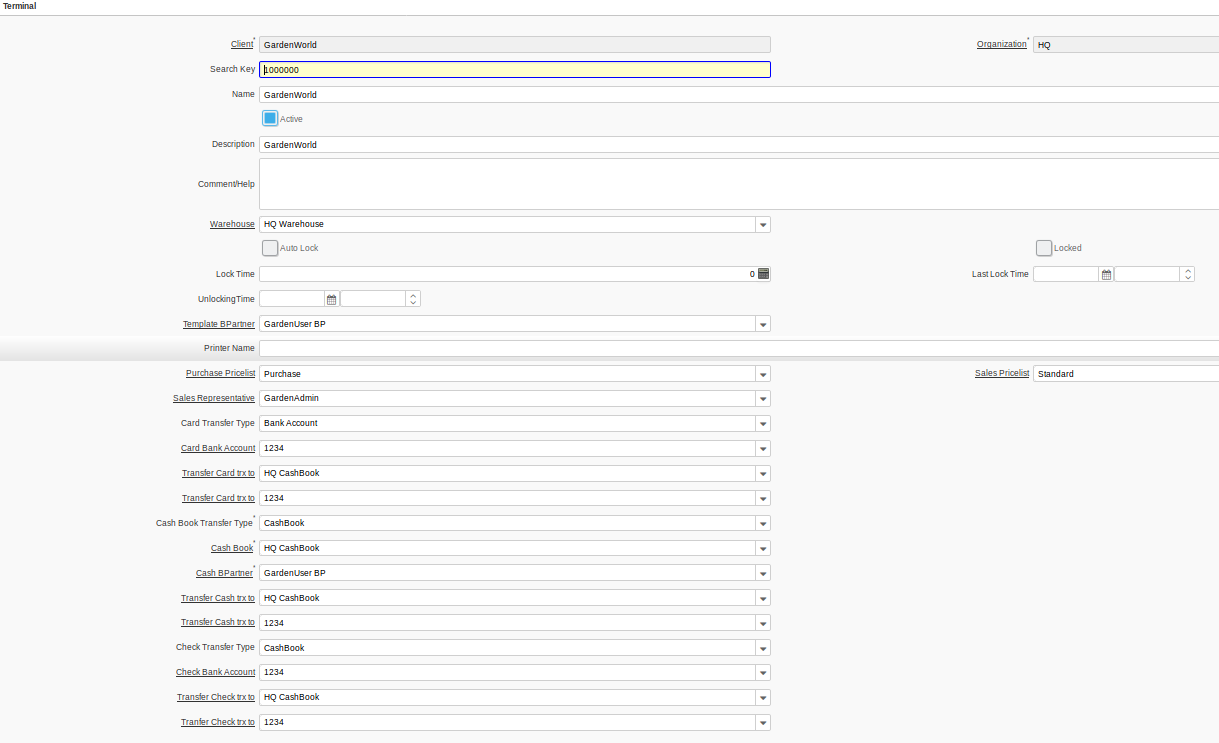 Terminal
Client* GardenWorld Organization* HQ
Search Key 1000000
Name GardenWorld
Active
Description GardenWorld
Comment/Help
Warehouse HQ Warehouse
Auto Lock Locked
Lock Time 0 Last Lock Time
UnlockingTime
Template BPartner GardenUser BP
Printer Name
Purchase Pricelist Purchase Sales Pricelist Standard
Sales Representative GardenAdmin
Card Transfer Type Bank Account
Card Bank Account 1234
Transfer Card trx to HQ CashBook
Transfer Card trx to 1234
Cash Book Transfer Type* CashBook
Cash Book* HQ CashBook
Cash BPartner* GardenUser BP
Transfer Cash trx to HQ CashBook
Transfer Cash trx to 1234
Check Transfer Type CashBook
Check Bank Account 1234
Transfer Check trx to HQ CashBook
Tranfer Check trx to 1234